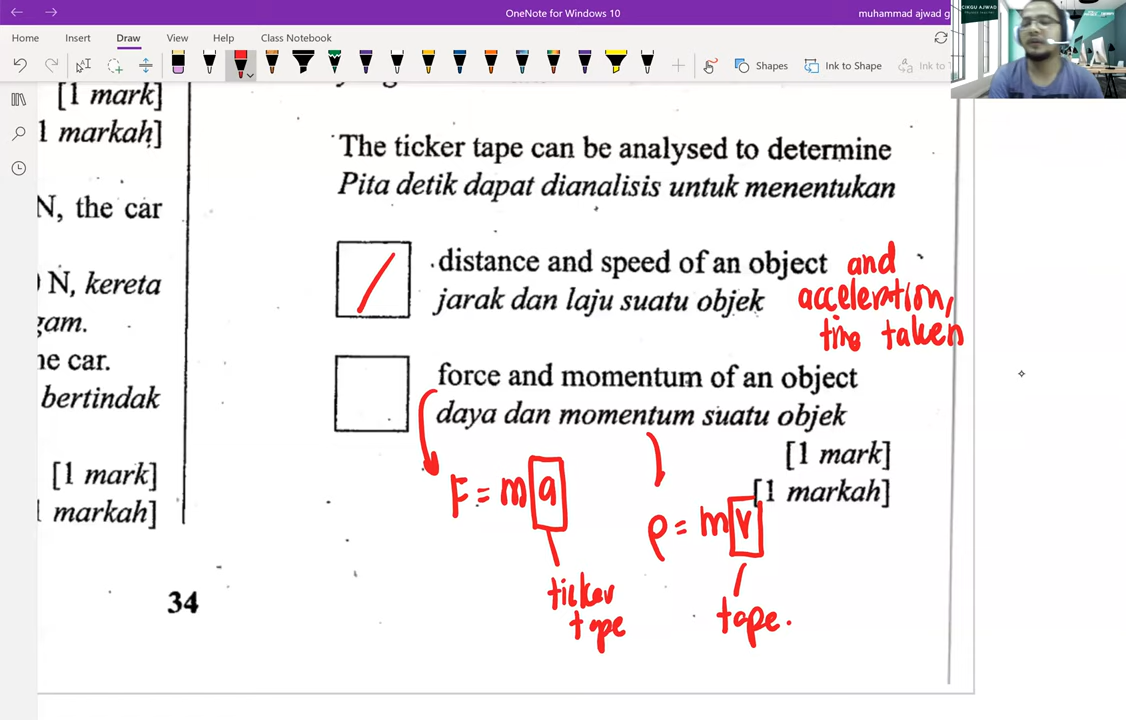 OneNote for Windows 10
muhammad ajwad g
CIKGU AJWAD
Home Insert Draw View Help Class Notebook
Shapes Ink to Shape Ink to
[1 mark]
1 markah]
N, the car
) N, kereta
gam.
he car.
bertindak
[1 mark]
markah]
34
The ticker tape can be analysed to determine
Pita detik dapat dianalisis untuk menentukan
/ distance and speed of an object and
jarak dan laju suatu objek acceleration,
time taken
force and momentum of an object
daya dan momentum suatu objek
[1 mark]
[1 markah]
F = ma
ρ = mv
ticker
tape
tape.